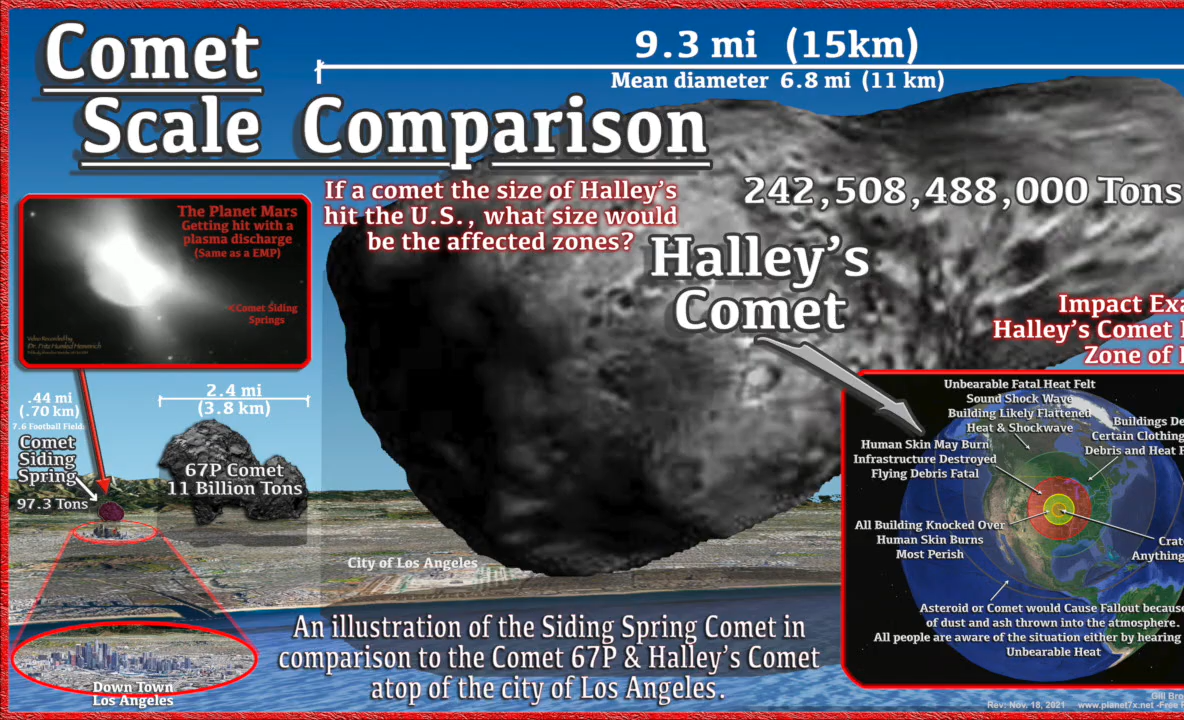 Comet
Scale Comparison
9.3 mi (15km)
Mean diameter 6.8 mi (11 km)
If a comet the size of Halley's
hit the U.S., what size would
be the affected zones?
242,508,488,000 Tons
Halley's
Comet
The Planet Mars
Getting hit with a
plasma discharge
(Same as a EMP)
<Comet Siding
Springs
.44 mi
(.70 km)
7.6 Football Fields
Comet
Siding
Spring
97.3 Tons
2.4 mi
(3.8 km)
67P Comet
11 Billion Tons
City of Los Angeles
Down Town
Los Angeles
An illustration of the Siding Spring Comet in
comparison to the Comet 67P & Halley's Comet
atop of the city of Los Angeles.
Impact Exa
Halley's Comet
Zone of
Unbearable Fatal Heat Felt
Sound Shock Wave
Building Likely Flattened
Heat & Shockwave
Buildings De
Certain Clothing
Debris and Heat
Human Skin May Burn
Infrastructure Destroyed
Flying Debris Fatal
All Building Knocked Over
Human Skin Burns
Most Perish
Crat
Anything
Asteroid or Comet would Cause Fallout because
of dust and ash thrown into the atmosphere.
All people are aware of the situation either by hearing
Unbearable Heat
Gill Bro
Rev: Nov. 18, 2021 www.planet7x.net -Free